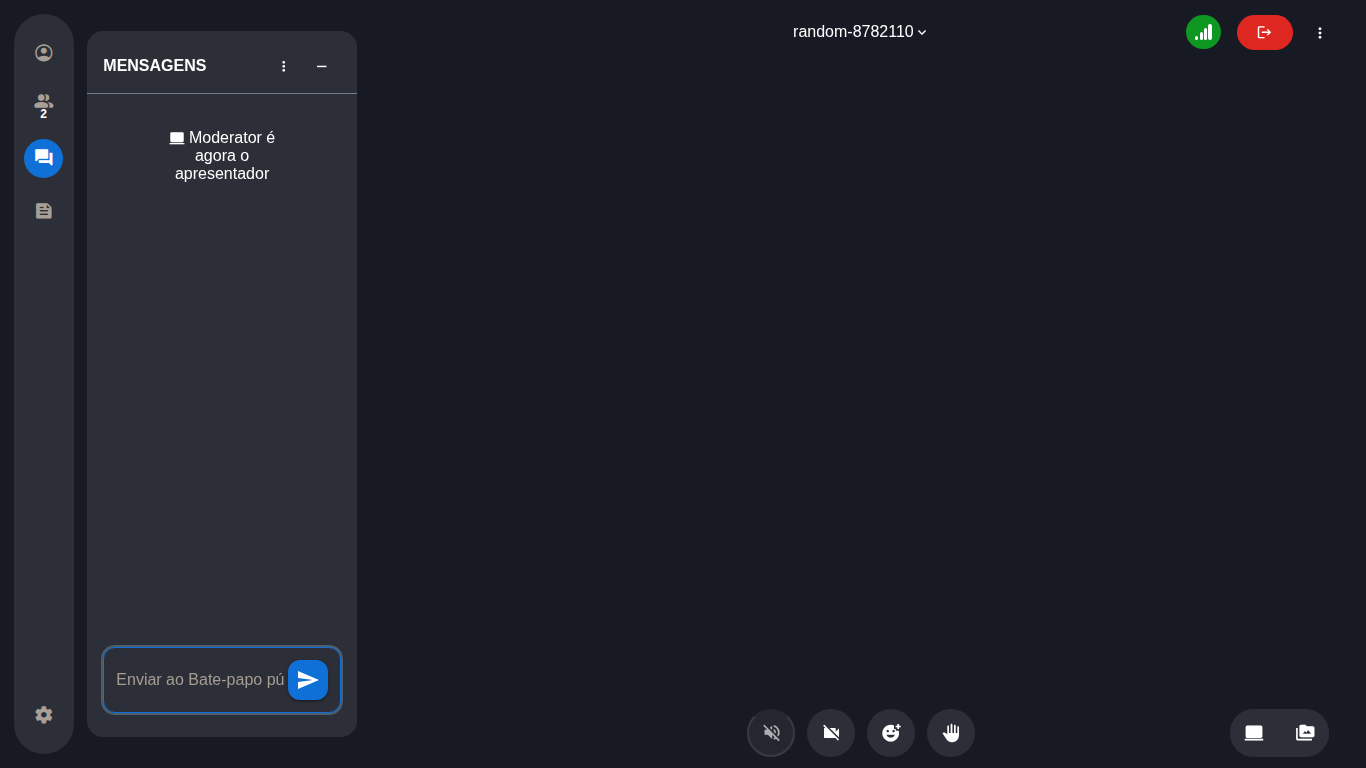 random-8782110
MENSAGENS
2
Moderator é
agora o
apresentador
Enviar ao Bate-papo pú